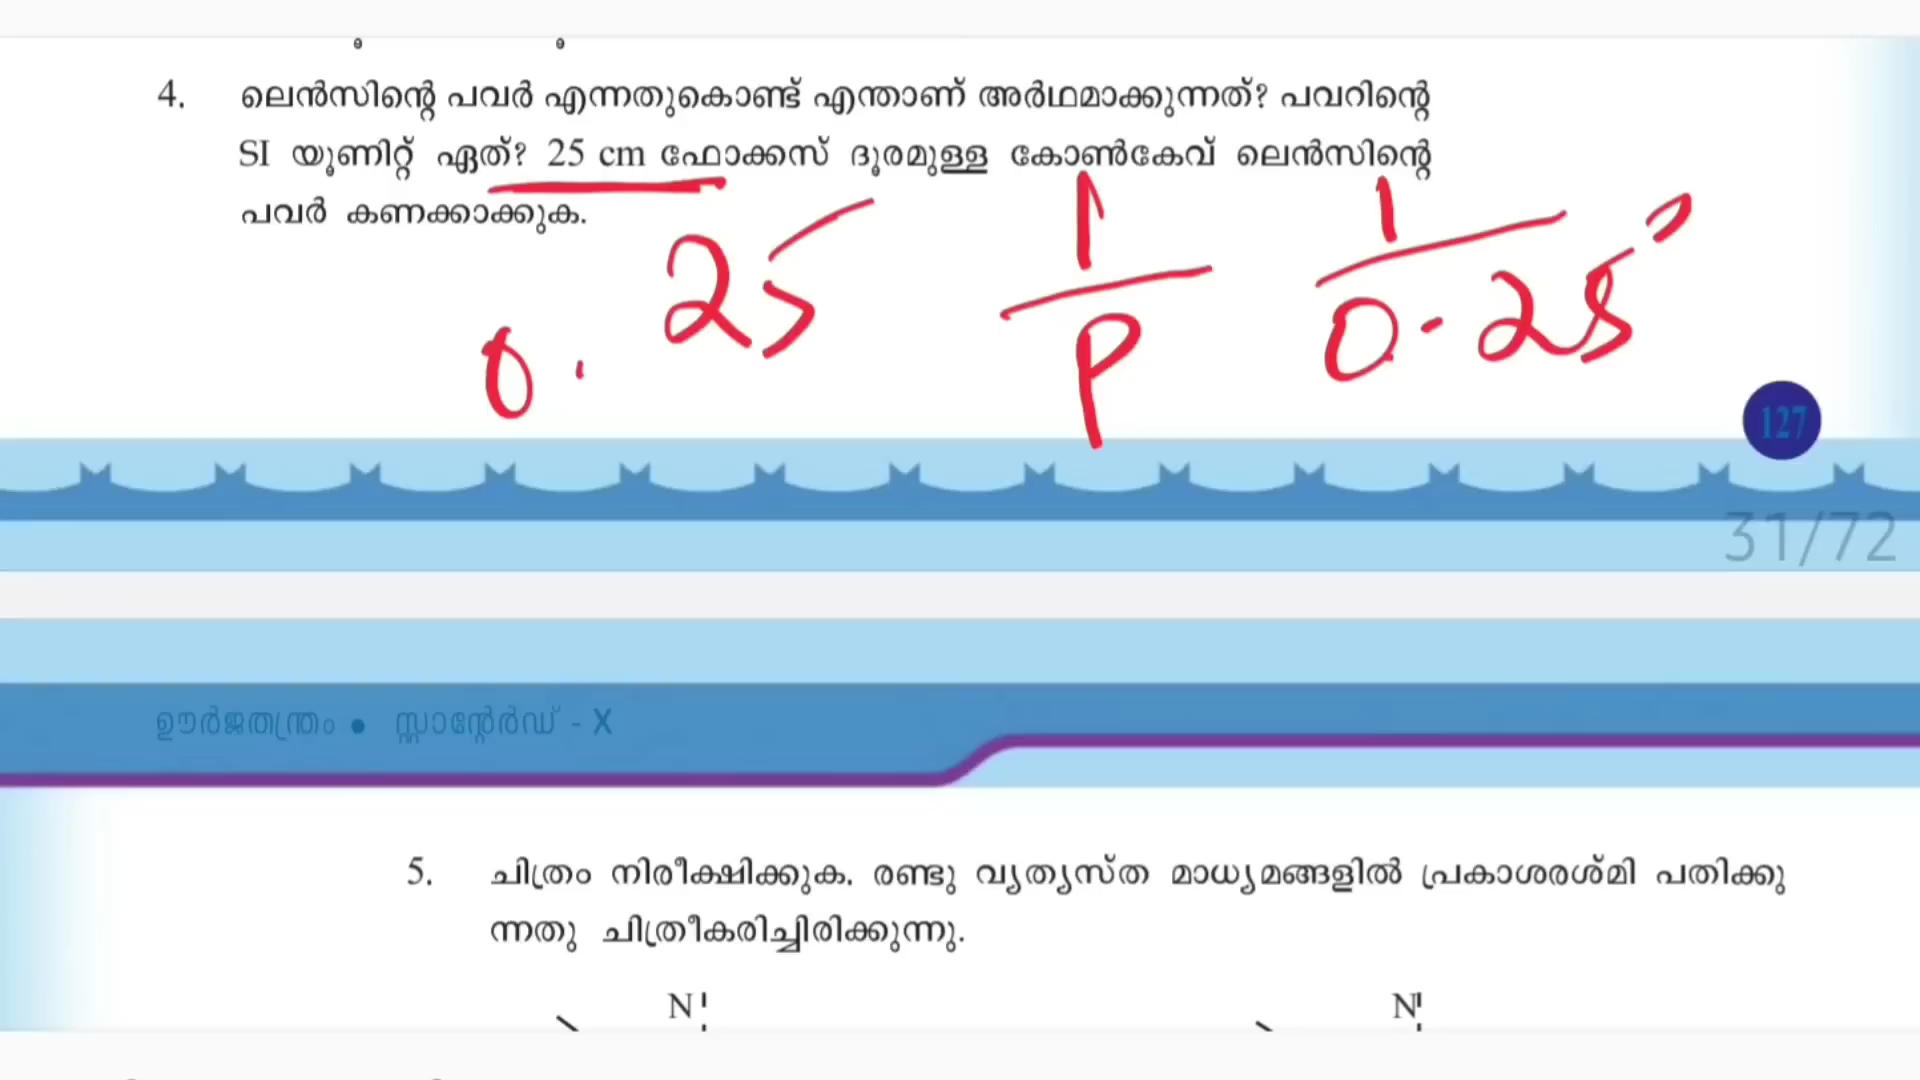 4. ലെൻസിന്റെ പവർ എന്നതുകൊണ്ട് എന്താണ് അർഥമാക്കുന്നത്? പവറിന്റെ
SI യൂണിറ്റ് ഏത്? 25 cm ഫോക്കസ് ദൂരമുള്ള കോൺകേവ് ലെൻസിന്റെ
പവർ കണക്കാക്കുക.
0.25
1
P
1
0.25
127
31/72
ഊർജതന്ത്രം • സ്റ്റാന്റേർഡ് - X
5. ചിത്രം നിരീക്ഷിക്കുക. രണ്ടു വ്യത്യസ്ത മാധ്യമങ്ങളിൽ പ്രകാശരശ്മി പതിക്കു
ന്നതു ചിത്രീകരിച്ചിരിക്കുന്നു.
N N